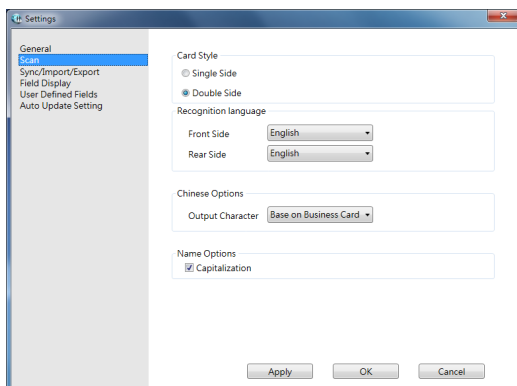 Settings
General
Scan
Sync/Import/Export
Field Display
User Defined Fields
Auto Update Setting
Card Style
Single Side
Double Side
Recognition language
Front Side English
Rear Side English
Chinese Options
Output Character Base on Business Card
Name Options
Capitalization
Apply OK Cancel